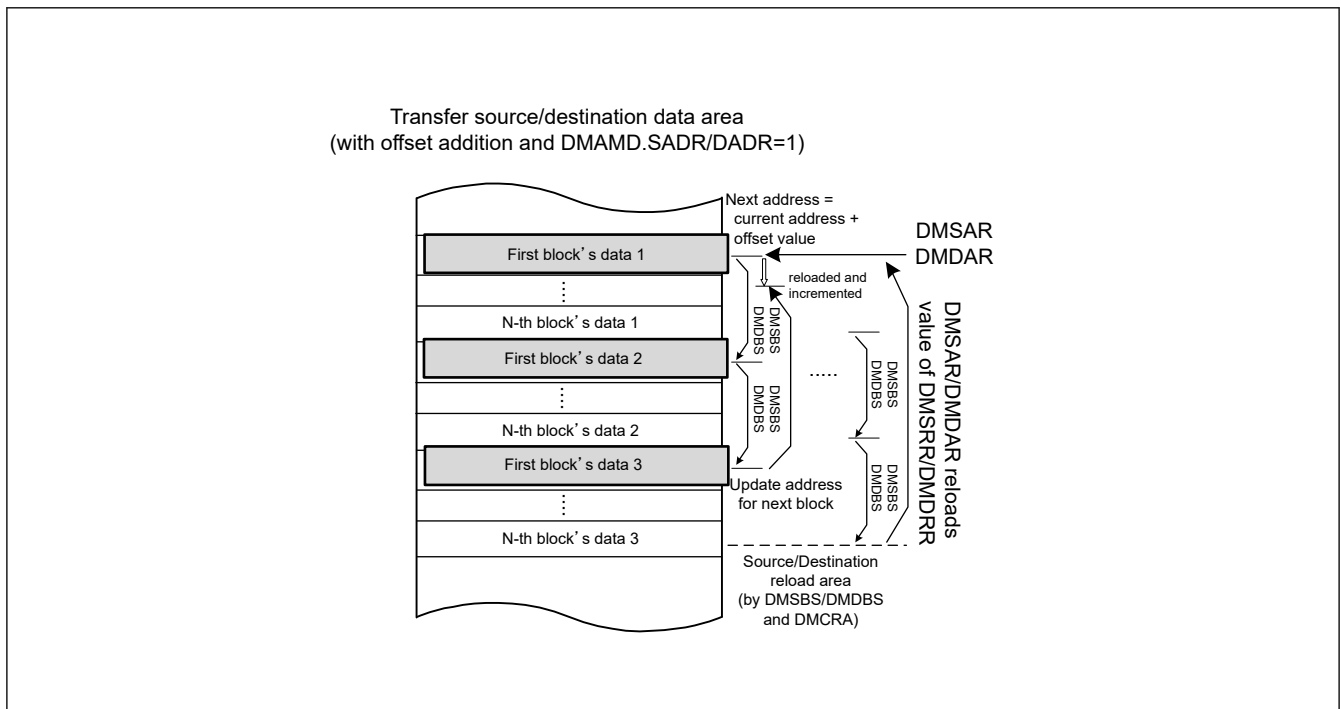 Transfer source/destination data area
(with offset addition and DMAMD.SADR/DADR=1)
Next address =
current address +
offset value
DMSAR
DMDAR
First block’s data 1
reloaded and
incremented
N-th block’s data 1
First block’s data 2
N-th block’s data 2
First block’s data 3
N-th block’s data 3
DMSBS
DMDBS
DMSBS
DMDBS
.....
DMSBS
DMDBS
DMSBS
DMDBS
DMSAR/DMDAR reloads
value of DMSRR/DMDRR
Update address
for next block
Source/Destination
reload area
(by DMSBS/DMDBS
and DMCRA)